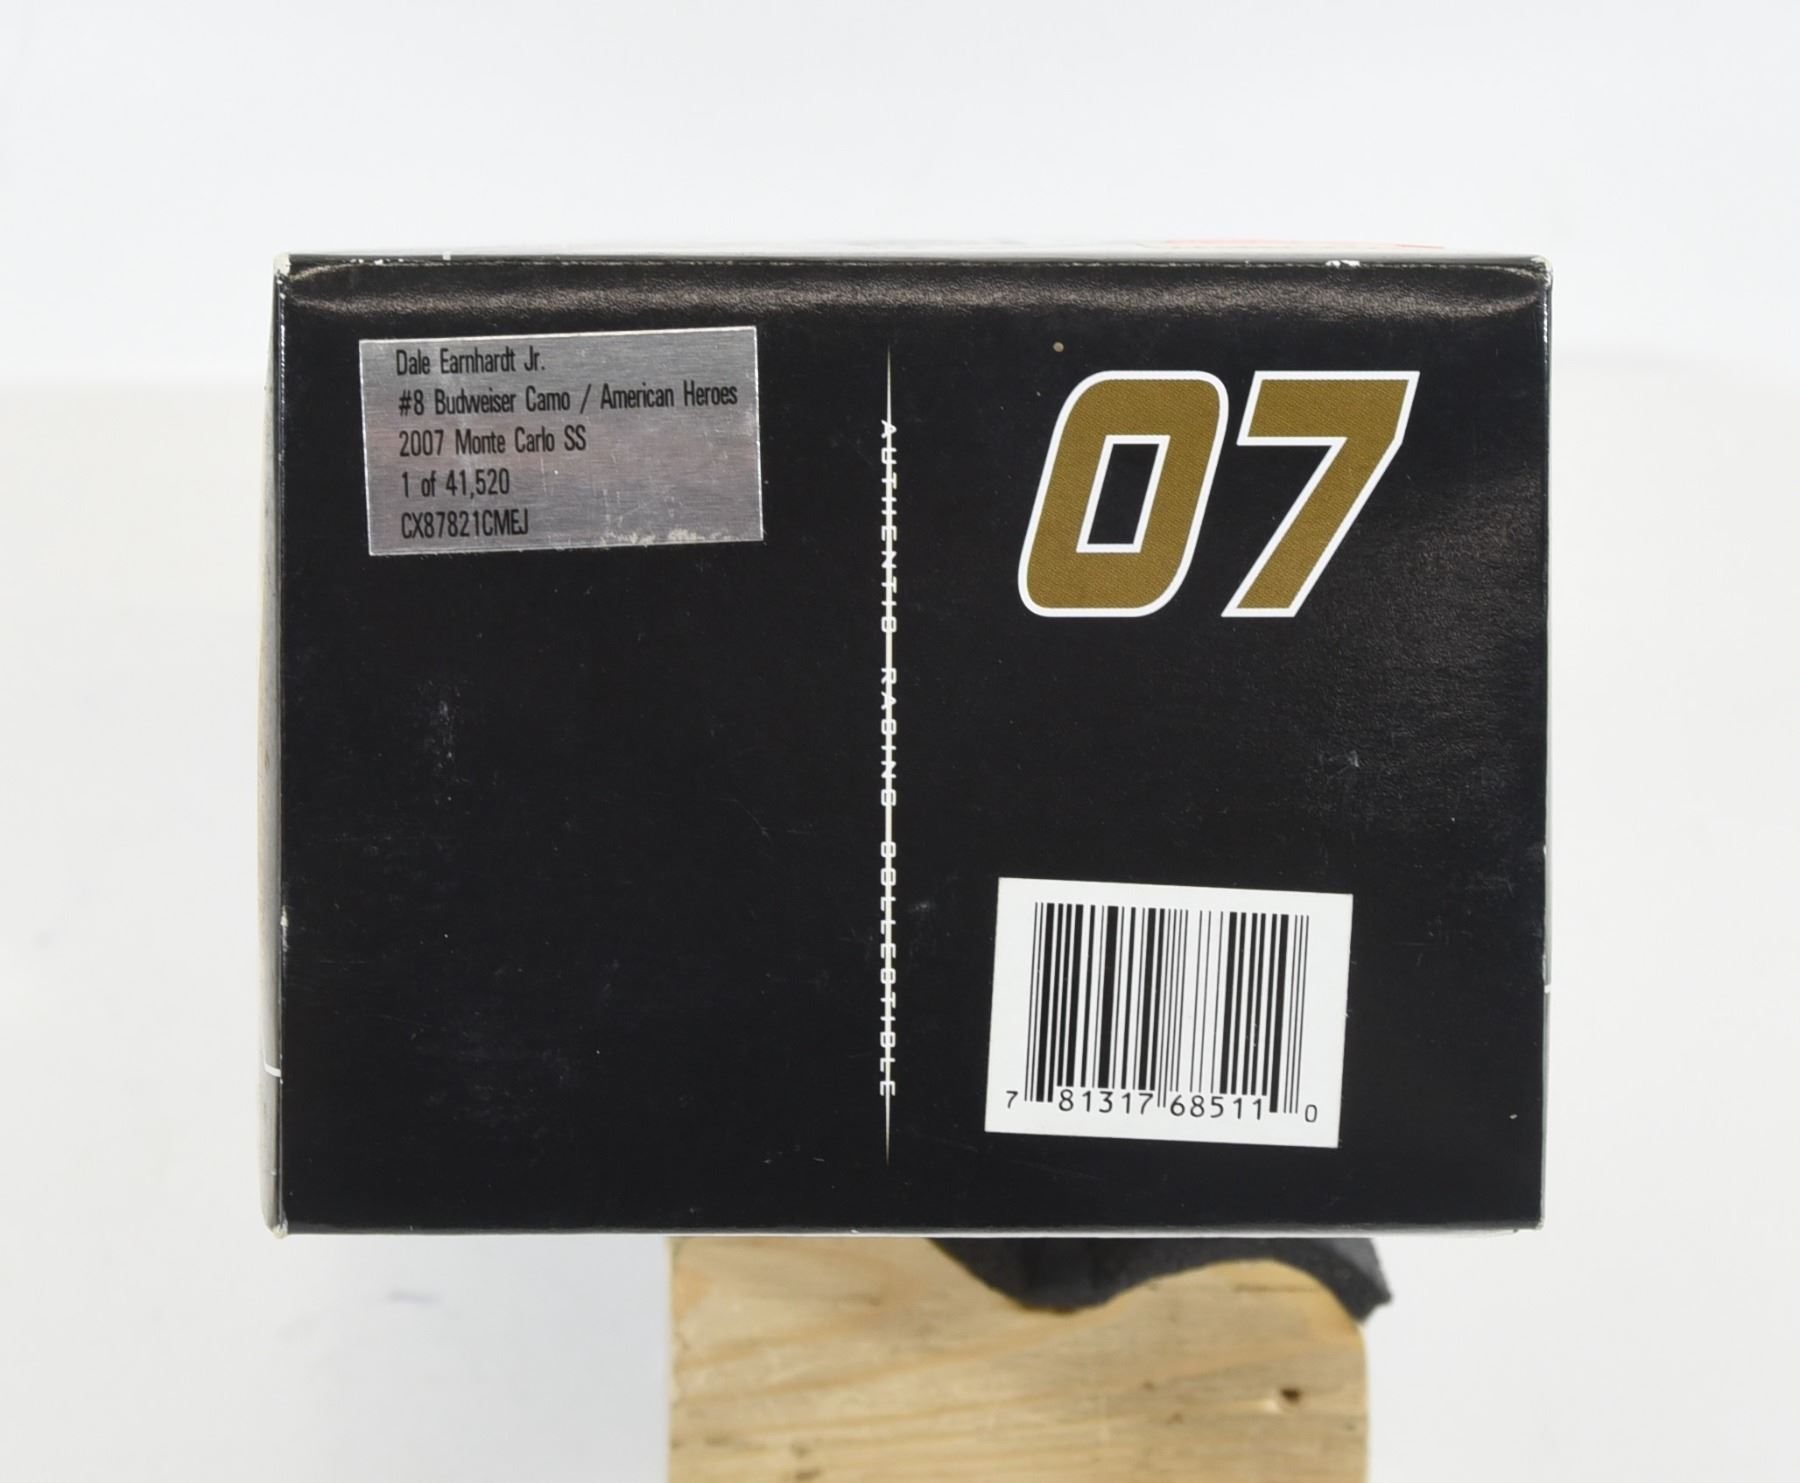 Dale Earnhardt Jr.
#8 Budweiser Camo / American Heroes
2007 Monte Carlo SS
1 of 41,520
CX87821CMEJ
AUTHENTIC RACING COLLECTIBLE
07
7 81317 68511 0